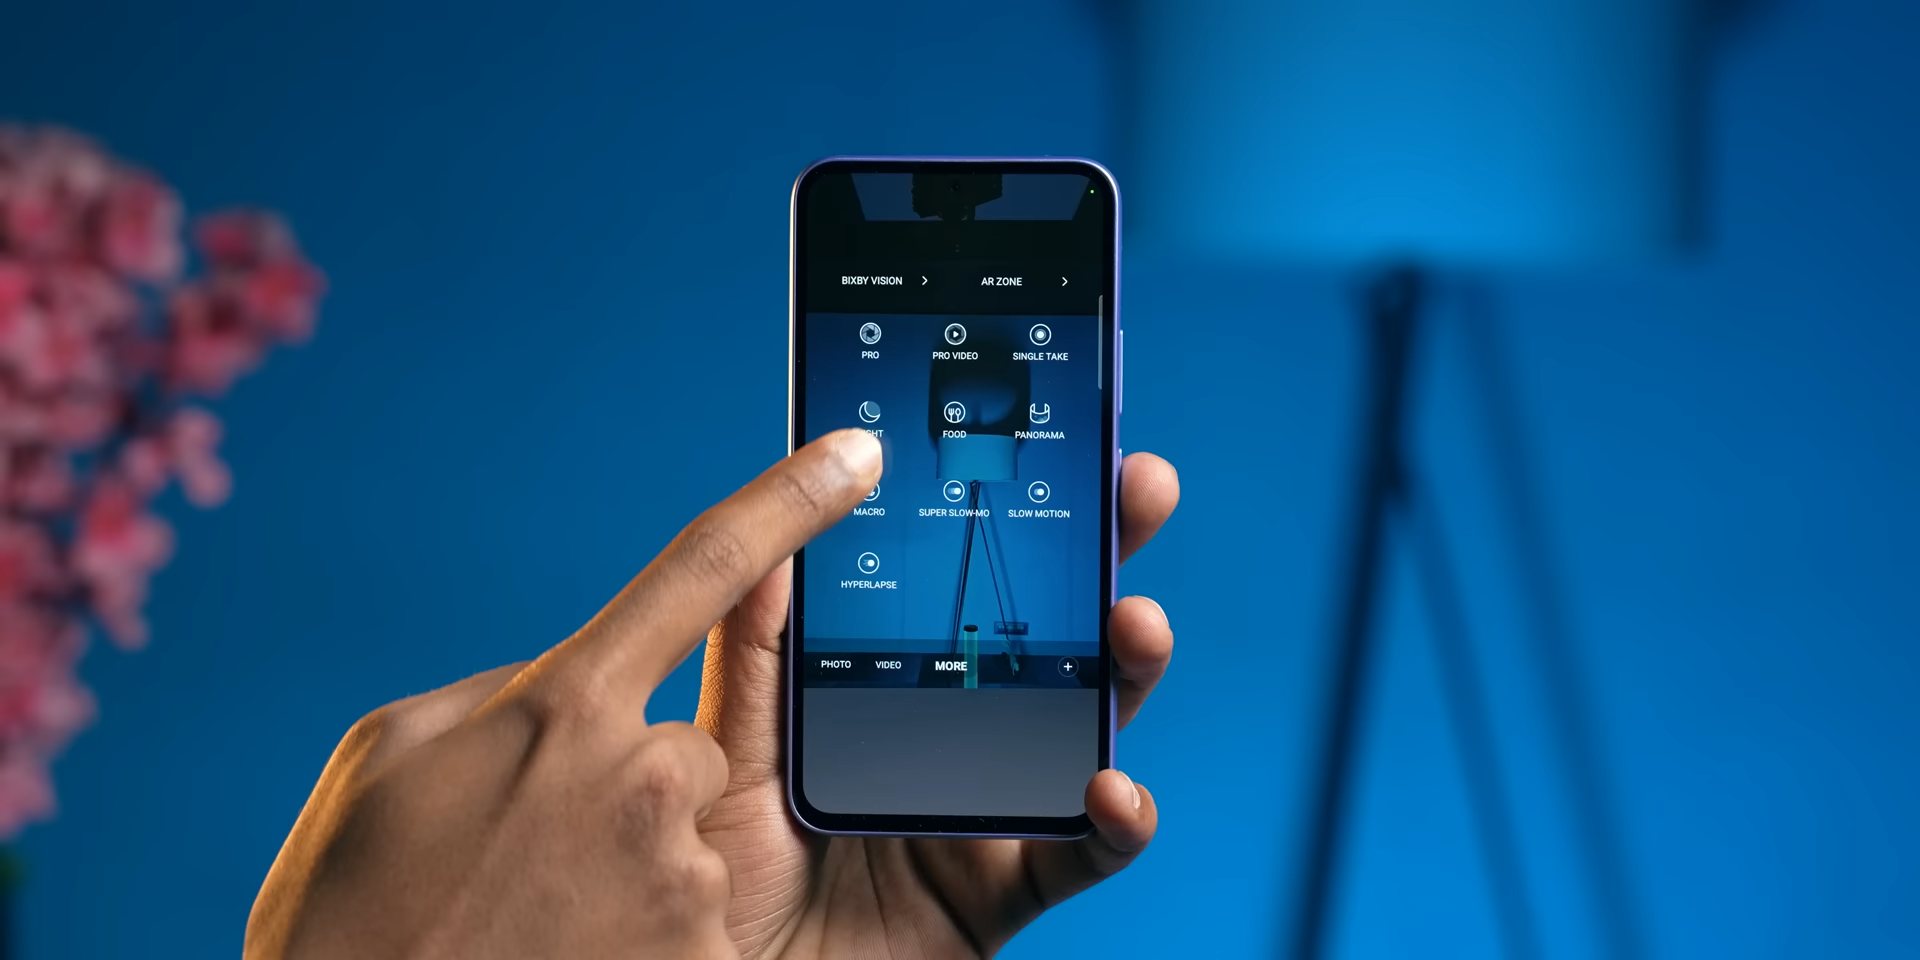 BIXBY VISION
AR ZONE
PRO
PRO VIDEO
SINGLE TAKE
FOOD
PANORAMA
MACRO
SUPER SLOW-MO
SLOW MOTION
HYPERLAPSE
PHOTO
VIDEO
MORE